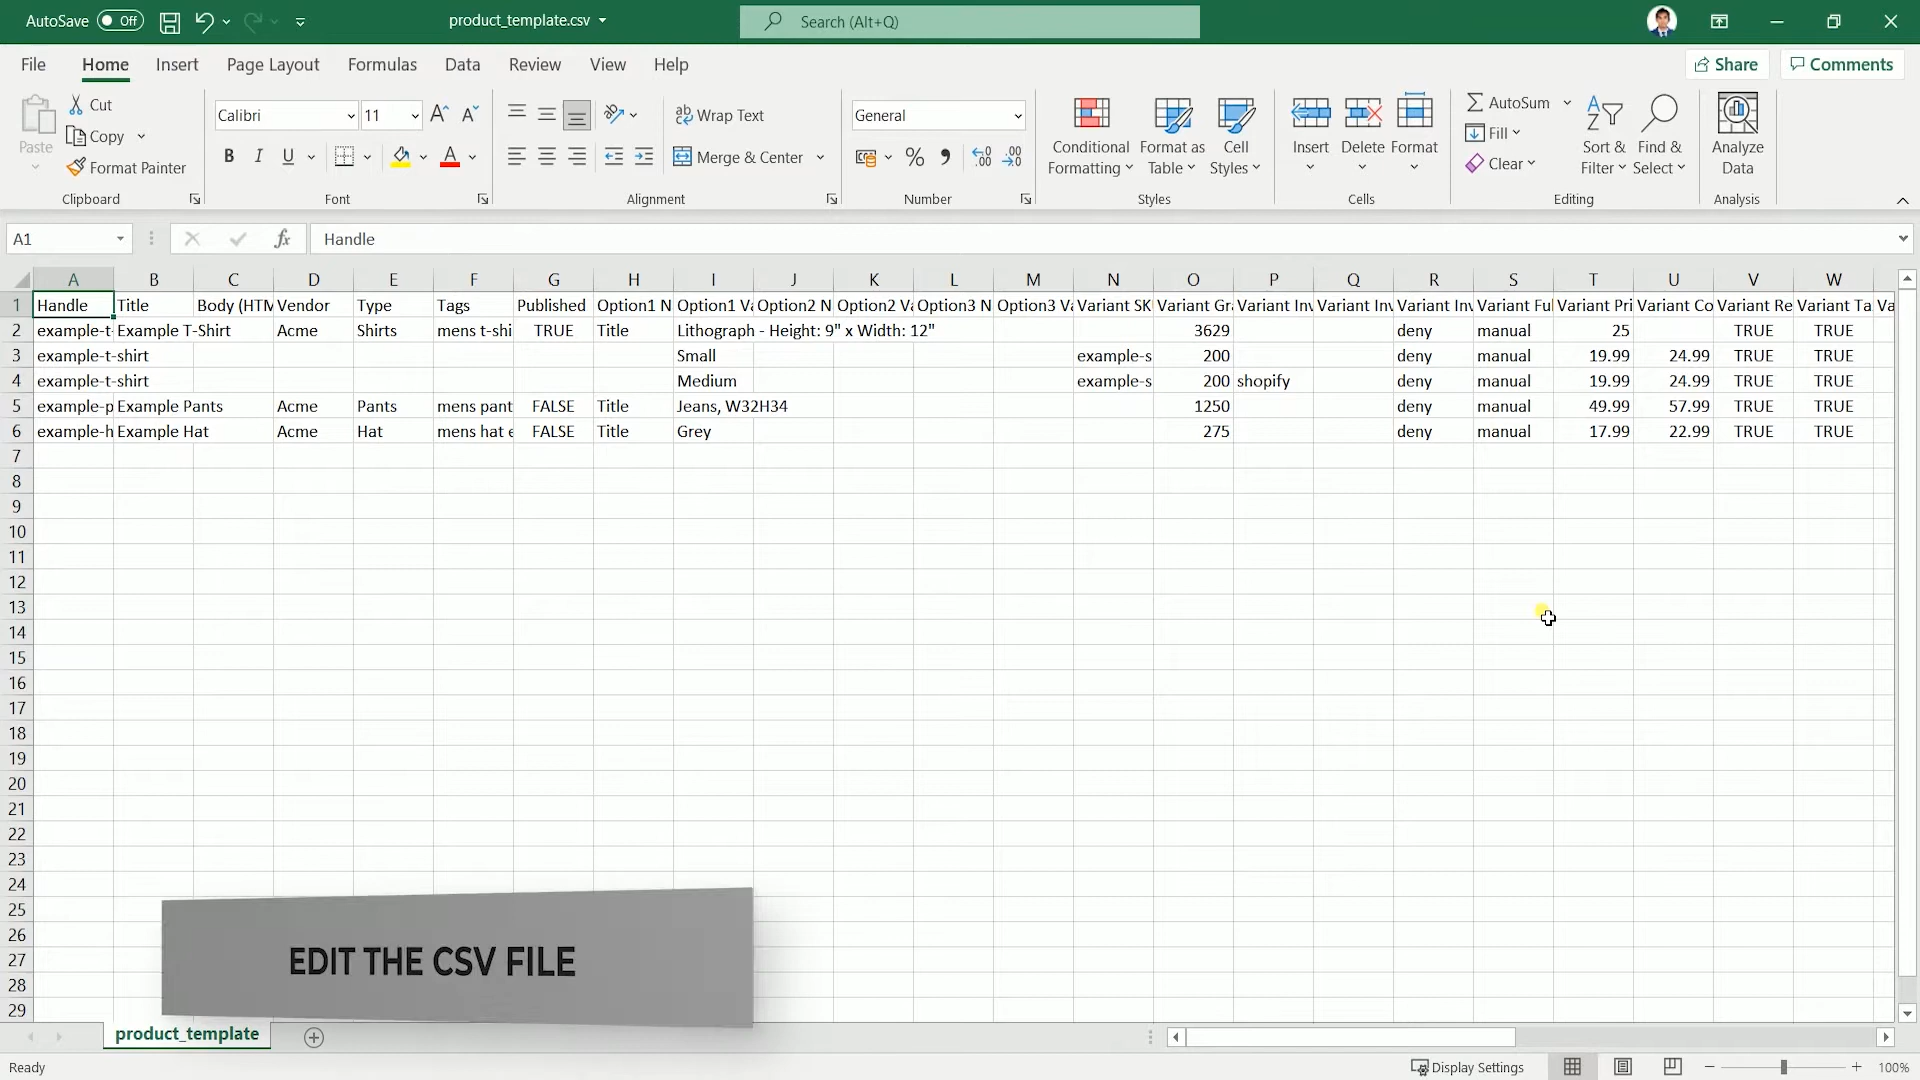 AutoSave Off product_template.csv Search (Alt+Q)
File Home Insert Page Layout Formulas Data Review View Help Share Comments
Paste Cut Copy Format Painter
Calibri 11 B I U A
Wrap Text Merge & Center
General % 9
Conditional Formatting Format as Table Cell Styles
Insert Delete Format
AutoSum Fill Clear Sort & Filter Find & Select
Analyze Data
Clipboard Font Alignment Number Styles Cells Editing Analysis
A1 fx Handle
A B C D E F G H I J K L M N O P Q R S T U V W
1 Handle Title Body (HTM Vendor Type Tags Published Option1 N Option1 Va Option2 N Option2 Va Option3 N Option3 Va Variant SK Variant Gr Variant Inv Variant Inv Variant Inv Variant Ful Variant Pri Variant Co Variant Re Variant Ta Va
2 example-t- Example T-Shirt Acme Shirts mens t-shi TRUE Title Lithograph - Height: 9" x Width: 12" 3629 deny manual 25 TRUE TRUE
3 example-t-shirt Small example-s 200 deny manual 19.99 24.99 TRUE TRUE
4 example-t-shirt Medium example-s 200 shopify deny manual 19.99 24.99 TRUE TRUE
5 example-p Example Pants Acme Pants mens pant FALSE Title Jeans, W32H34 1250 deny manual 49.99 57.99 TRUE TRUE
6 example-h Example Hat Acme Hat mens hat e FALSE Title Grey 275 deny manual 17.99 22.99 TRUE TRUE
7
8
9
10
11
12
13
14
15
16
17
18
19
20
21
22
23
24
25
26
27
28
29
EDIT THE CSV FILE
product_template
Ready Display Settings 100%